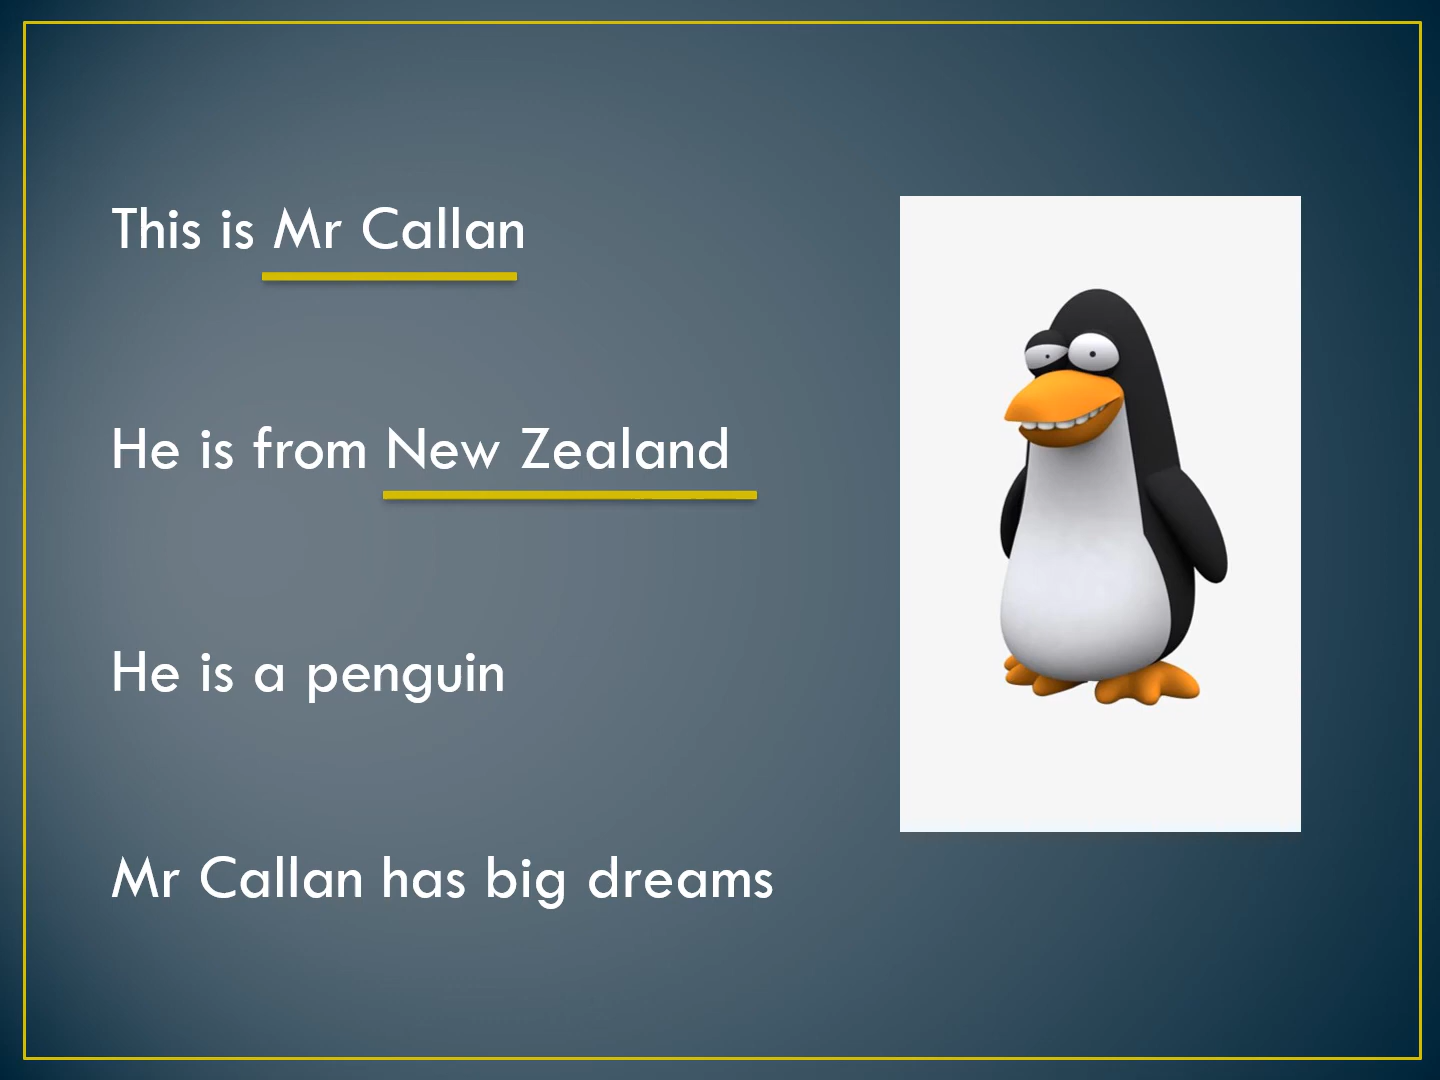 This is Mr Callan
He is from New Zealand
He is a penguin
Mr Callan has big dreams